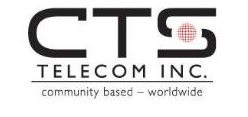 CTS
TELECOM INC.
community based – worldwide